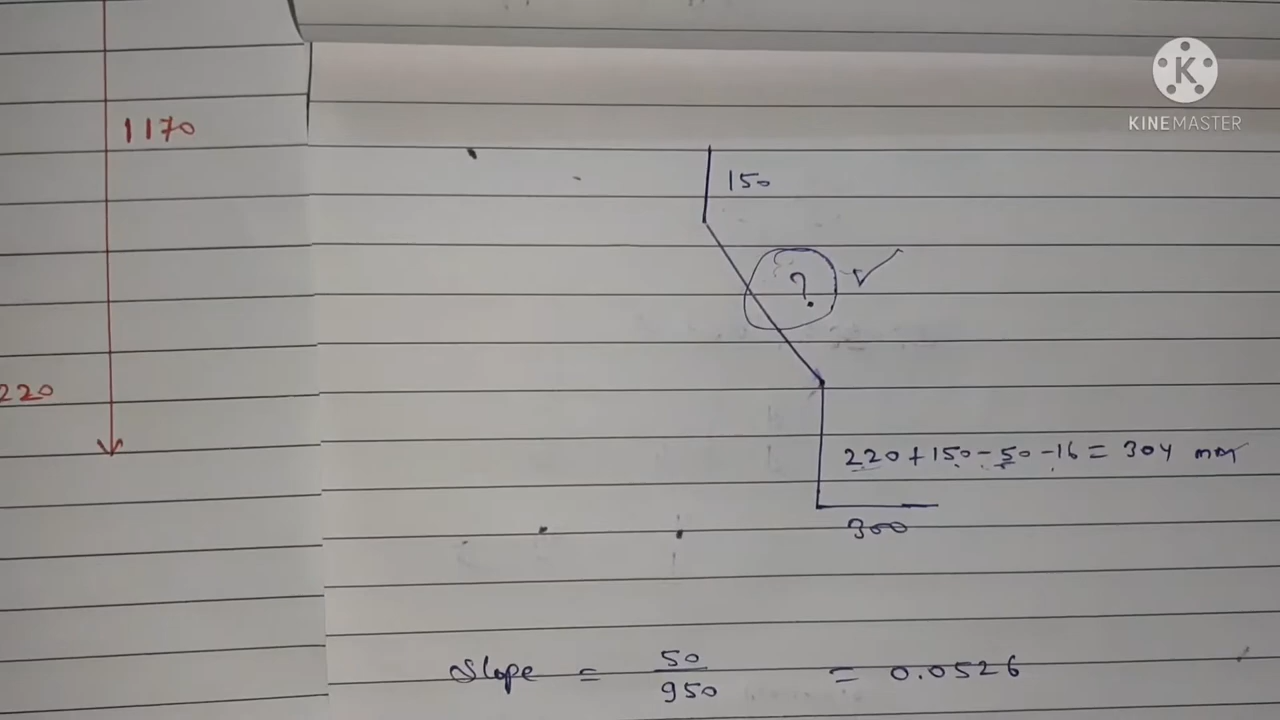 KINEMASTER
1170
150
?
220
220+150-50-16 = 304 mm
300
Slope = 50/950 = 0.0526